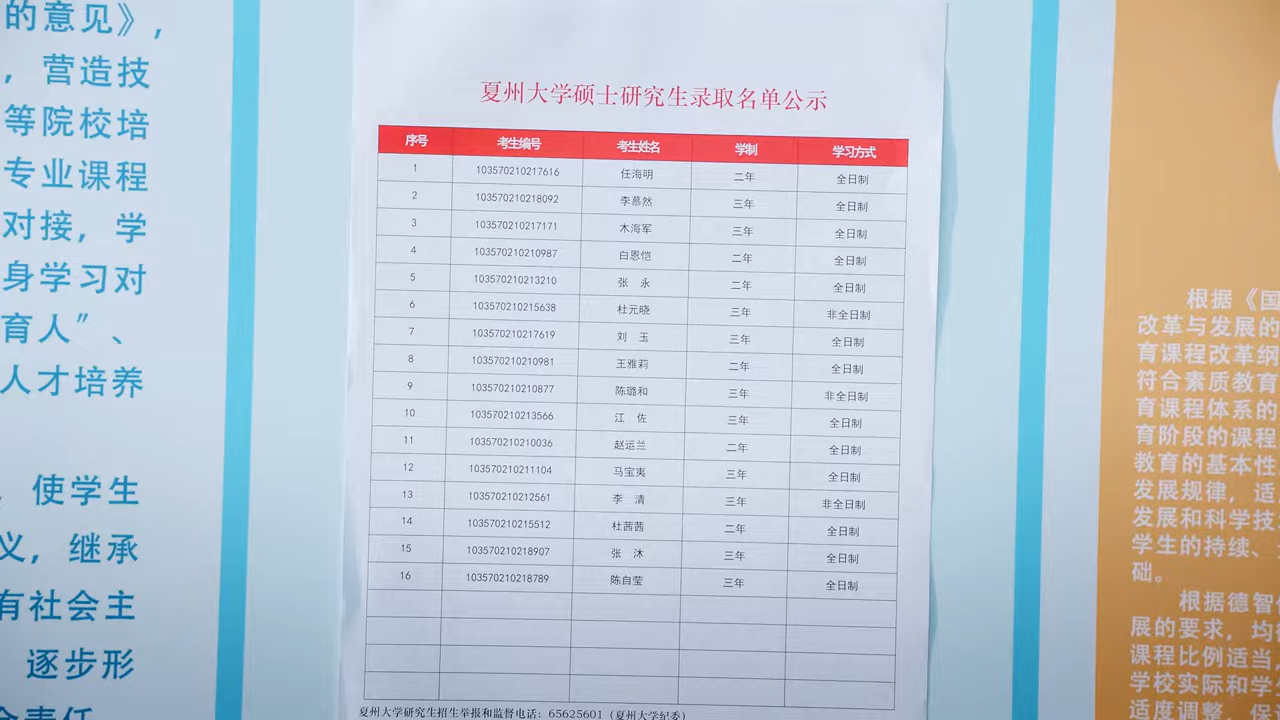 的意见》，
，营造技
等院校培
专业课程
对接，学
身学习对
育人”、
人才培养
，使学生
义，继承
有社会主
逐步形
会责任
夏州大学硕士研究生录取名单公示
序号 考生编号 考生姓名 学制 学习方式
1 103570210217616 任海明 二年 全日制
2 103570210218092 李慕然 三年 全日制
3 103570210217171 木海军 三年 全日制
4 103570210210987 白恩恺 二年 全日制
5 103570210213210 张 永 二年 全日制
6 103570210215638 杜元晓 三年 非全日制
7 103570210217619 刘 玉 三年 全日制
8 103570210210981 王雅莉 二年 全日制
9 103570210210877 陈璐和 三年 非全日制
10 103570210213566 江 佐 三年 全日制
11 103570210210036 赵运兰 二年 全日制
12 103570210211104 马宝夷 三年 全日制
13 103570210212561 李 清 三年 非全日制
14 103570210215512 杜茜茜 二年 全日制
15 103570210218907 张 沐 三年 全日制
16 103570210218789 陈自莹 三年 全日制
夏州大学研究生招生举报和监督电话：65625601（夏州大学纪委）
根据《国
改革与发展的
育课程改革纲
符合素质教育
育课程体系的
育阶段的课程
教育的基本性
发展规律，适
发展和科学技
学生的持续、
础。
根据德智体
展的要求，均衡
课程比例适当，
学校实际和学生
适度调整，保证